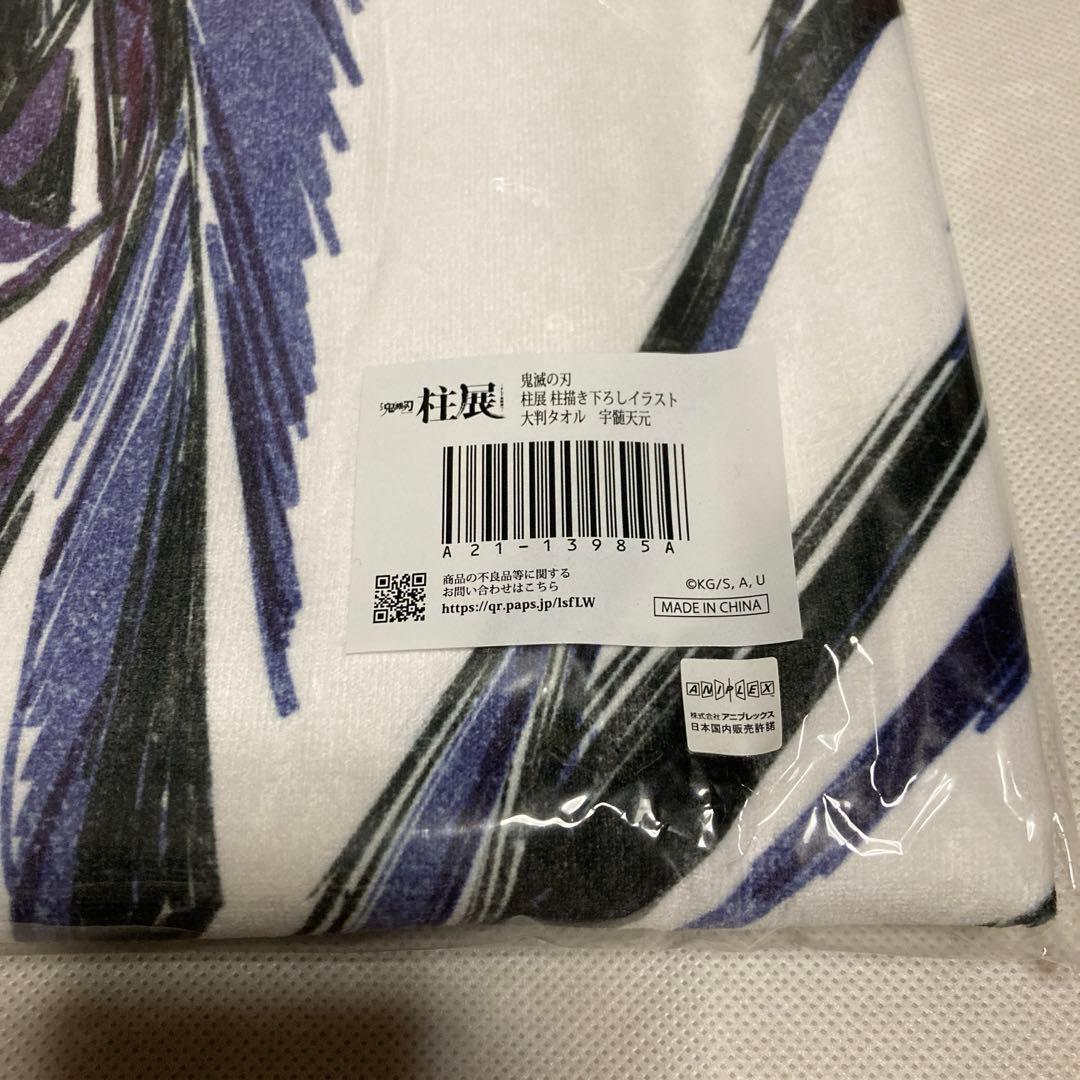 鬼滅の刃 柱展
鬼滅の刃
柱展 柱描き下ろしイラスト
大判タオル 宇髄天元
A21-13985A
商品の不良品等に関する
お問い合わせはこちら
https://qr.paps.jp/lsfLW
©KG/S, A, U
MADE IN CHINA
ANIPLEX
株式会社アニプレックス
日本国内販売許諾